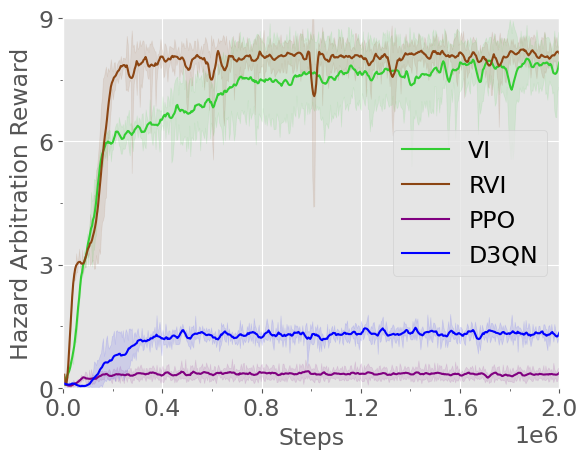 Hazard Arbitration Reward
9
6
3
0
VI
RVI
PPO
D3QN
0.0 0.4 0.8 1.2 1.6 2.0
Steps
1e6